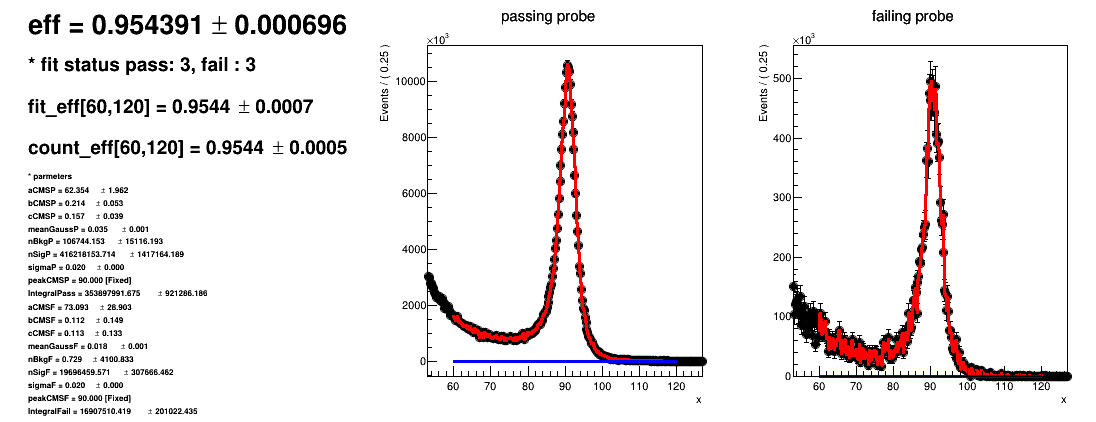 eff = 0.954391 ± 0.000696
* fit status pass: 3, fail : 3
fit_eff[60,120] = 0.9544 ± 0.0007
count_eff[60,120] = 0.9544 ± 0.0005
* parmeters
aCMSP = 62.354 ± 1.962
bCMSP = 0.214 ± 0.053
cCMSP = 0.157 ± 0.039
meanGaussP = 0.035 ± 0.001
nBkgP = 106744.153 ± 15116.193
nSigP = 416218153.714 ± 1417164.189
sigmaP = 0.020 ± 0.000
peakCMSP = 90.000 [Fixed]
IntegralPass = 353897991.675 ± 921286.186
aCMSF = 73.093 ± 28.903
bCMSF = 0.112 ± 0.149
cCMSF = 0.113 ± 0.133
meanGaussF = 0.018 ± 0.001
nBkgF = 0.729 ± 4100.833
nSigF = 19696459.571 ± 307666.462
sigmaF = 0.020 ± 0.000
peakCMSF = 90.000 [Fixed]
IntegralFail = 16907510.419 ± 201022.435
passing probe
×10³
Events / ( 0.25 )
10000
8000
6000
4000
2000
0
60 70 80 90 100 110 120
x
failing probe
×10³
Events / ( 0.25 )
500
400
300
200
100
0
60 70 80 90 100 110 120
x